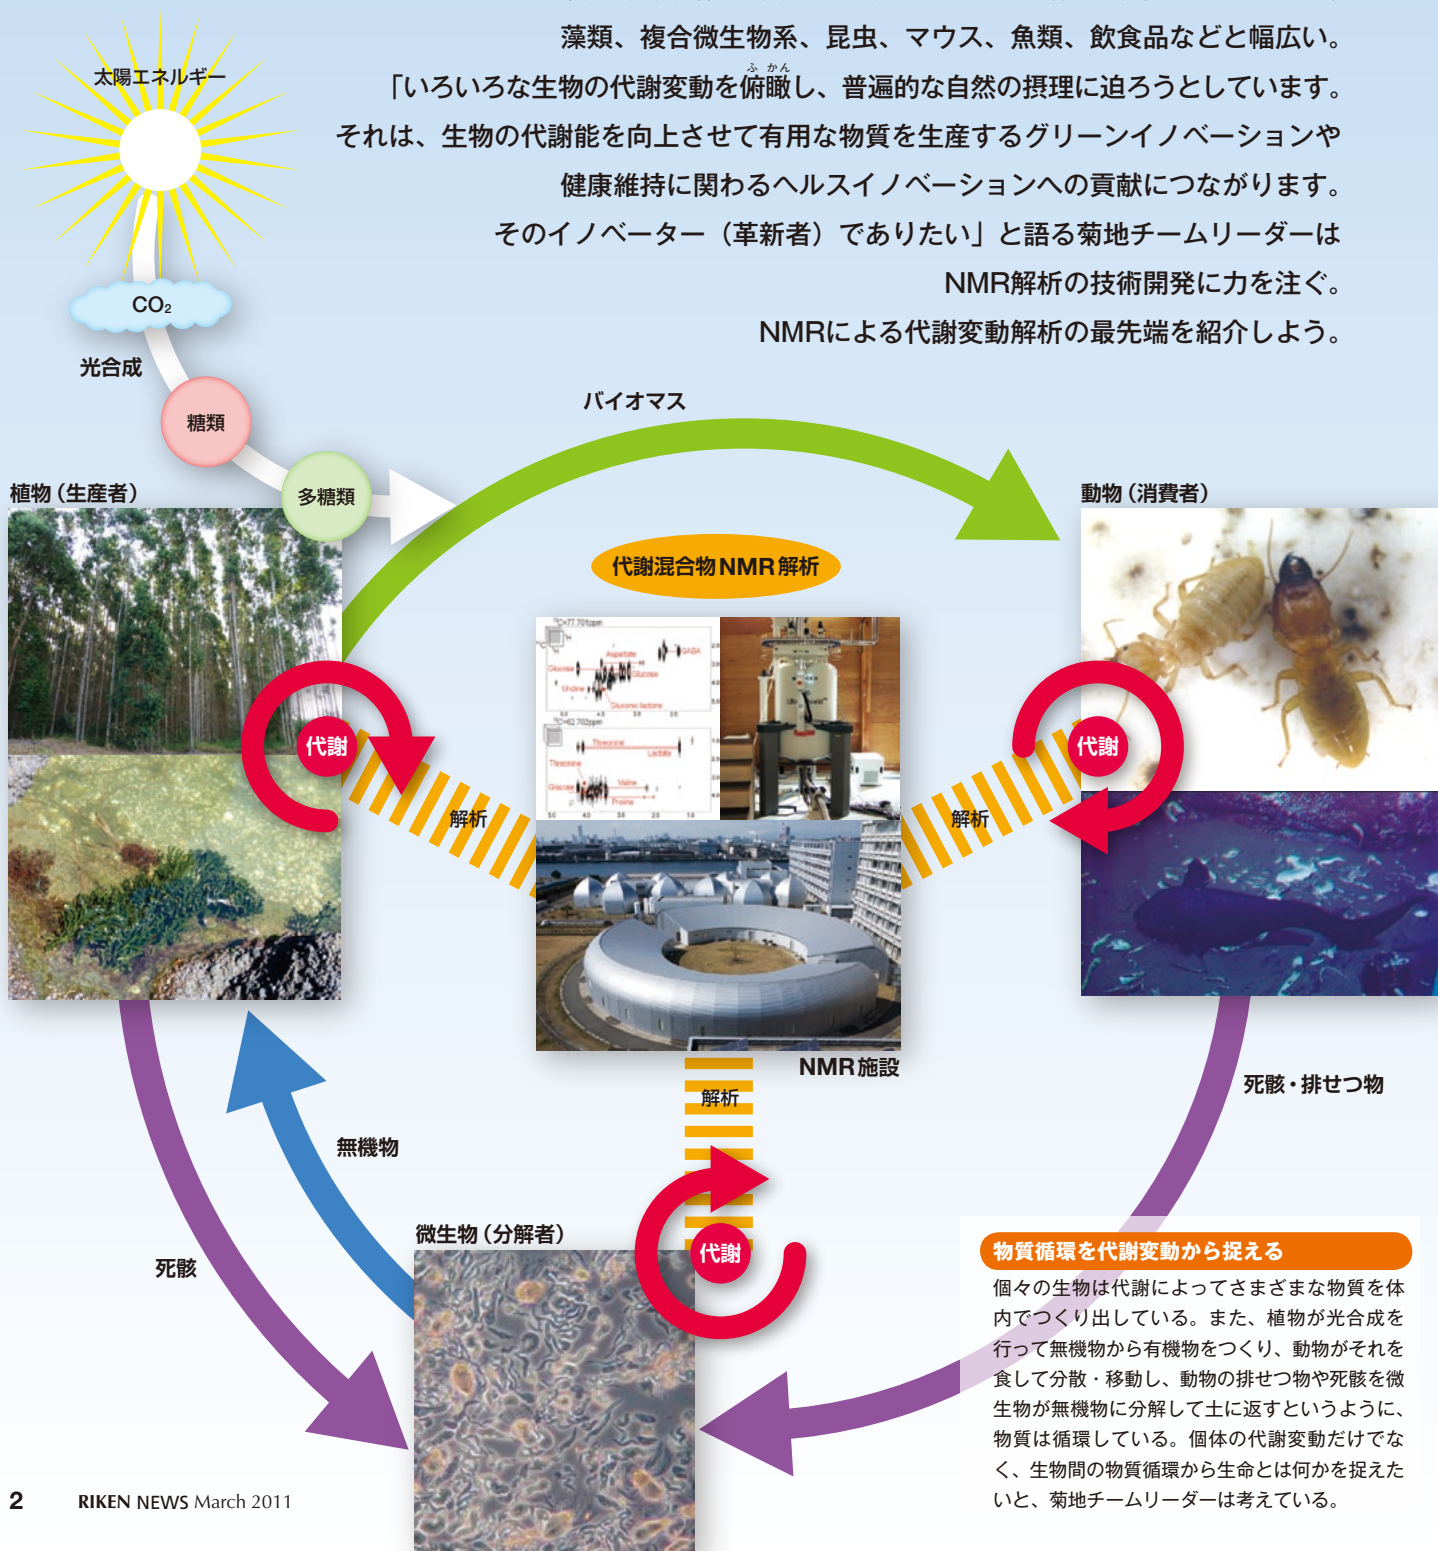 藻類、複合微生物系、昆虫、マウス、魚類、飲食品などと幅広い。
ふ かん
「いろいろな生物の代謝変動を俯瞰し、普遍的な自然の摂理に迫ろうとしています。
それは、生物の代謝能を向上させて有用な物質を生産するグリーンイノベーションや
健康維持に関わるヘルスイノベーションへの貢献につながります。
そのイノベーター（革新者）でありたい」と語る菊地チームリーダーは
NMR解析の技術開発に力を注ぐ。
NMRによる代謝変動解析の最先端を紹介しよう。
太陽エネルギー
CO₂
光合成
糖類
多糖類
バイオマス
植物（生産者）
動物（消費者）
代謝混合物NMR解析
¹³C=77.701ppm
Aspartate
GABA
Glucose
Glucose
Uridine
Gluconic lactone
¹³C=62.702ppm
Threonine
Lactate
Threonine
Glucose
Valine
Proline
代謝
解析
解析
代謝
NMR施設
解析
死骸・排せつ物
無機物
死骸
微生物（分解者）
代謝
物質循環を代謝変動から捉える
個々の生物は代謝によってさまざまな物質を体
内でつくり出している。また、植物が光合成を
行って無機物から有機物をつくり、動物がそれを
食して分散・移動し、動物の排せつ物や死骸を微
生物が無機物に分解して土に返すというように、
物質は循環している。個体の代謝変動だけでな
く、生物間の物質循環から生命とは何かを捉えた
いと、菊地チームリーダーは考えている。
2 RIKEN NEWS March 2011